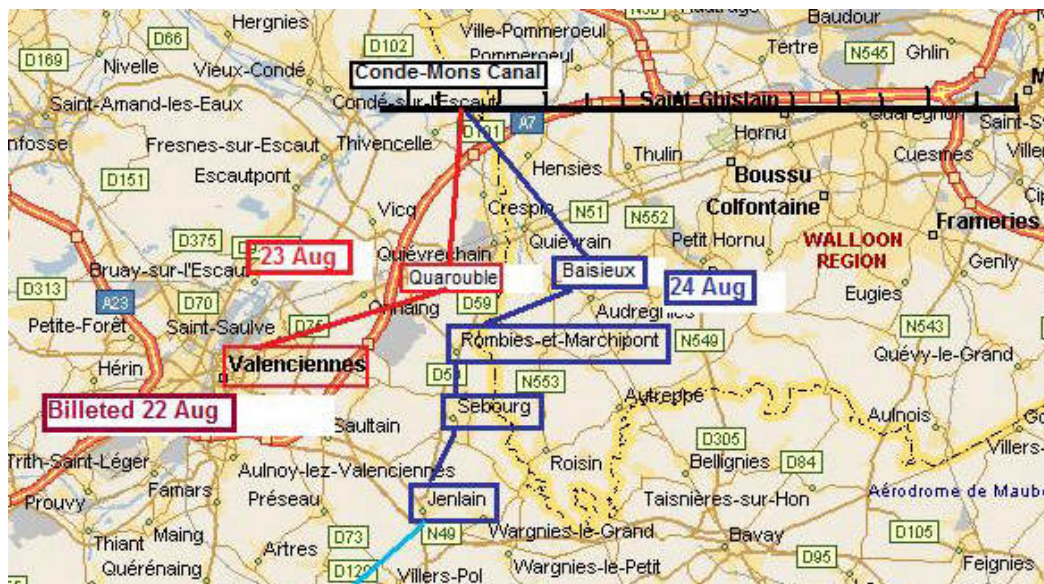 Hergnies
Baudour
D66
D102
Ville-Pommeroeul
D169
Nivelle
Vieux-Condé
Pommeroeul
Tertre
N545
Ghlin
Conde-Mons Canal
Saint-Amand-les-Eaux
Condé-sur-l'Escaut
Saint-Ghislain
Quaregnon
A7
Fresnes-sur-Escaut
Thivencelle
Hornu
Hensies
Thulin
Cuesmes
D151
Escautpont
Boussu
Vicq
Crespin
N51
N552
Colfontaine
Frameries
D375
23 Aug
Quiévrechain
Quiévrain
Petit Hornu
WALLOON
REGION
Genly
Bruay-sur-l'Escaut
Quarouble
Baisieux
24 Aug
D313
A23
D70
D59
Audregnies
Eugies
Petite-Forêt
Saint-Saulve
D75
Onnaing
Rombies-et-Marchipont
N549
N543
Hérin
Valenciennes
Quévy-le-Grand
N553
Billeted 22 Aug
Sebourg
Autreppe
Aulnois
Saultain
D305
Trith-Saint-Léger
Aulnoy-lez-Valenciennes
Roisin
Bellignies
D84
Prouvy
Famars
Préseau
Jenlain
Taisnières-sur-Hon
Aérodrome de Maube
Maing
D73
N49
Wargnies-le-Grand
Bavay
D105
Thiant
Artres
Quérénaing
Villers-Pol
Wargnies-le-Petit
D95
Feignies